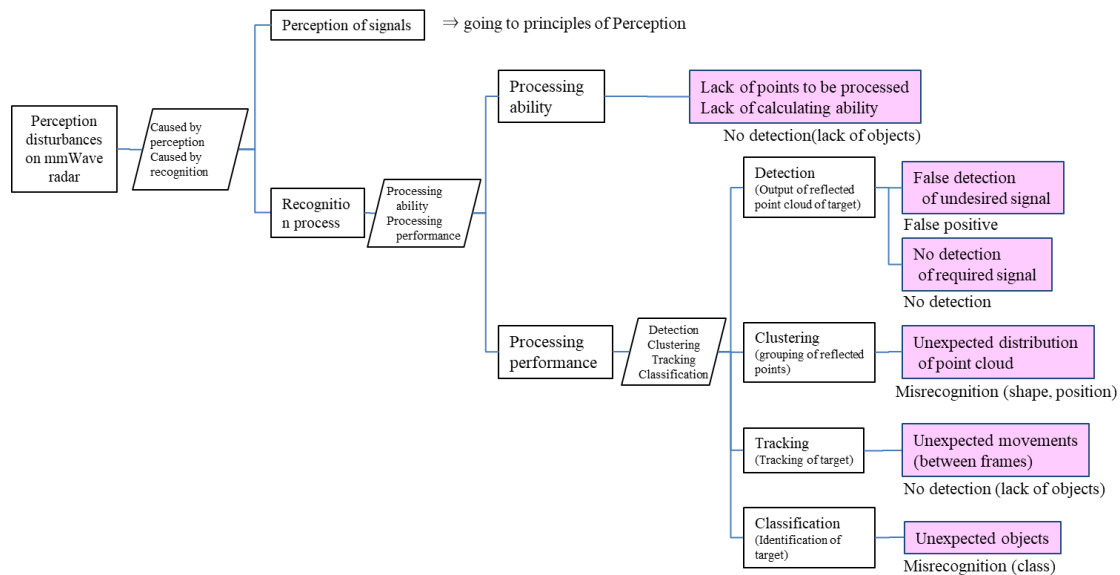 Perception of signals
⇒ going to principles of Perception
Perception
disturbances
on mmWave
radar
Caused by
perception
Caused by
recognition
Recognitio
n process
Processing
ability
Processing
performance
Processing
ability
Lack of points to be processed
Lack of calculating ability
No detection(lack of objects)
Processing
performance
Detection
Clustering
Tracking
Classification
Detection
(Output of reflected
point cloud of target)
False detection
of undesired signal
False positive
No detection
of required signal
No detection
Clustering
(grouping of reflected
points)
Unexpected distribution
of point cloud
Misrecognition (shape, position)
Tracking
(Tracking of target)
Unexpected movements
(between frames)
No detection (lack of objects)
Classification
(Identification of
target)
Unexpected objects
Misrecognition (class)